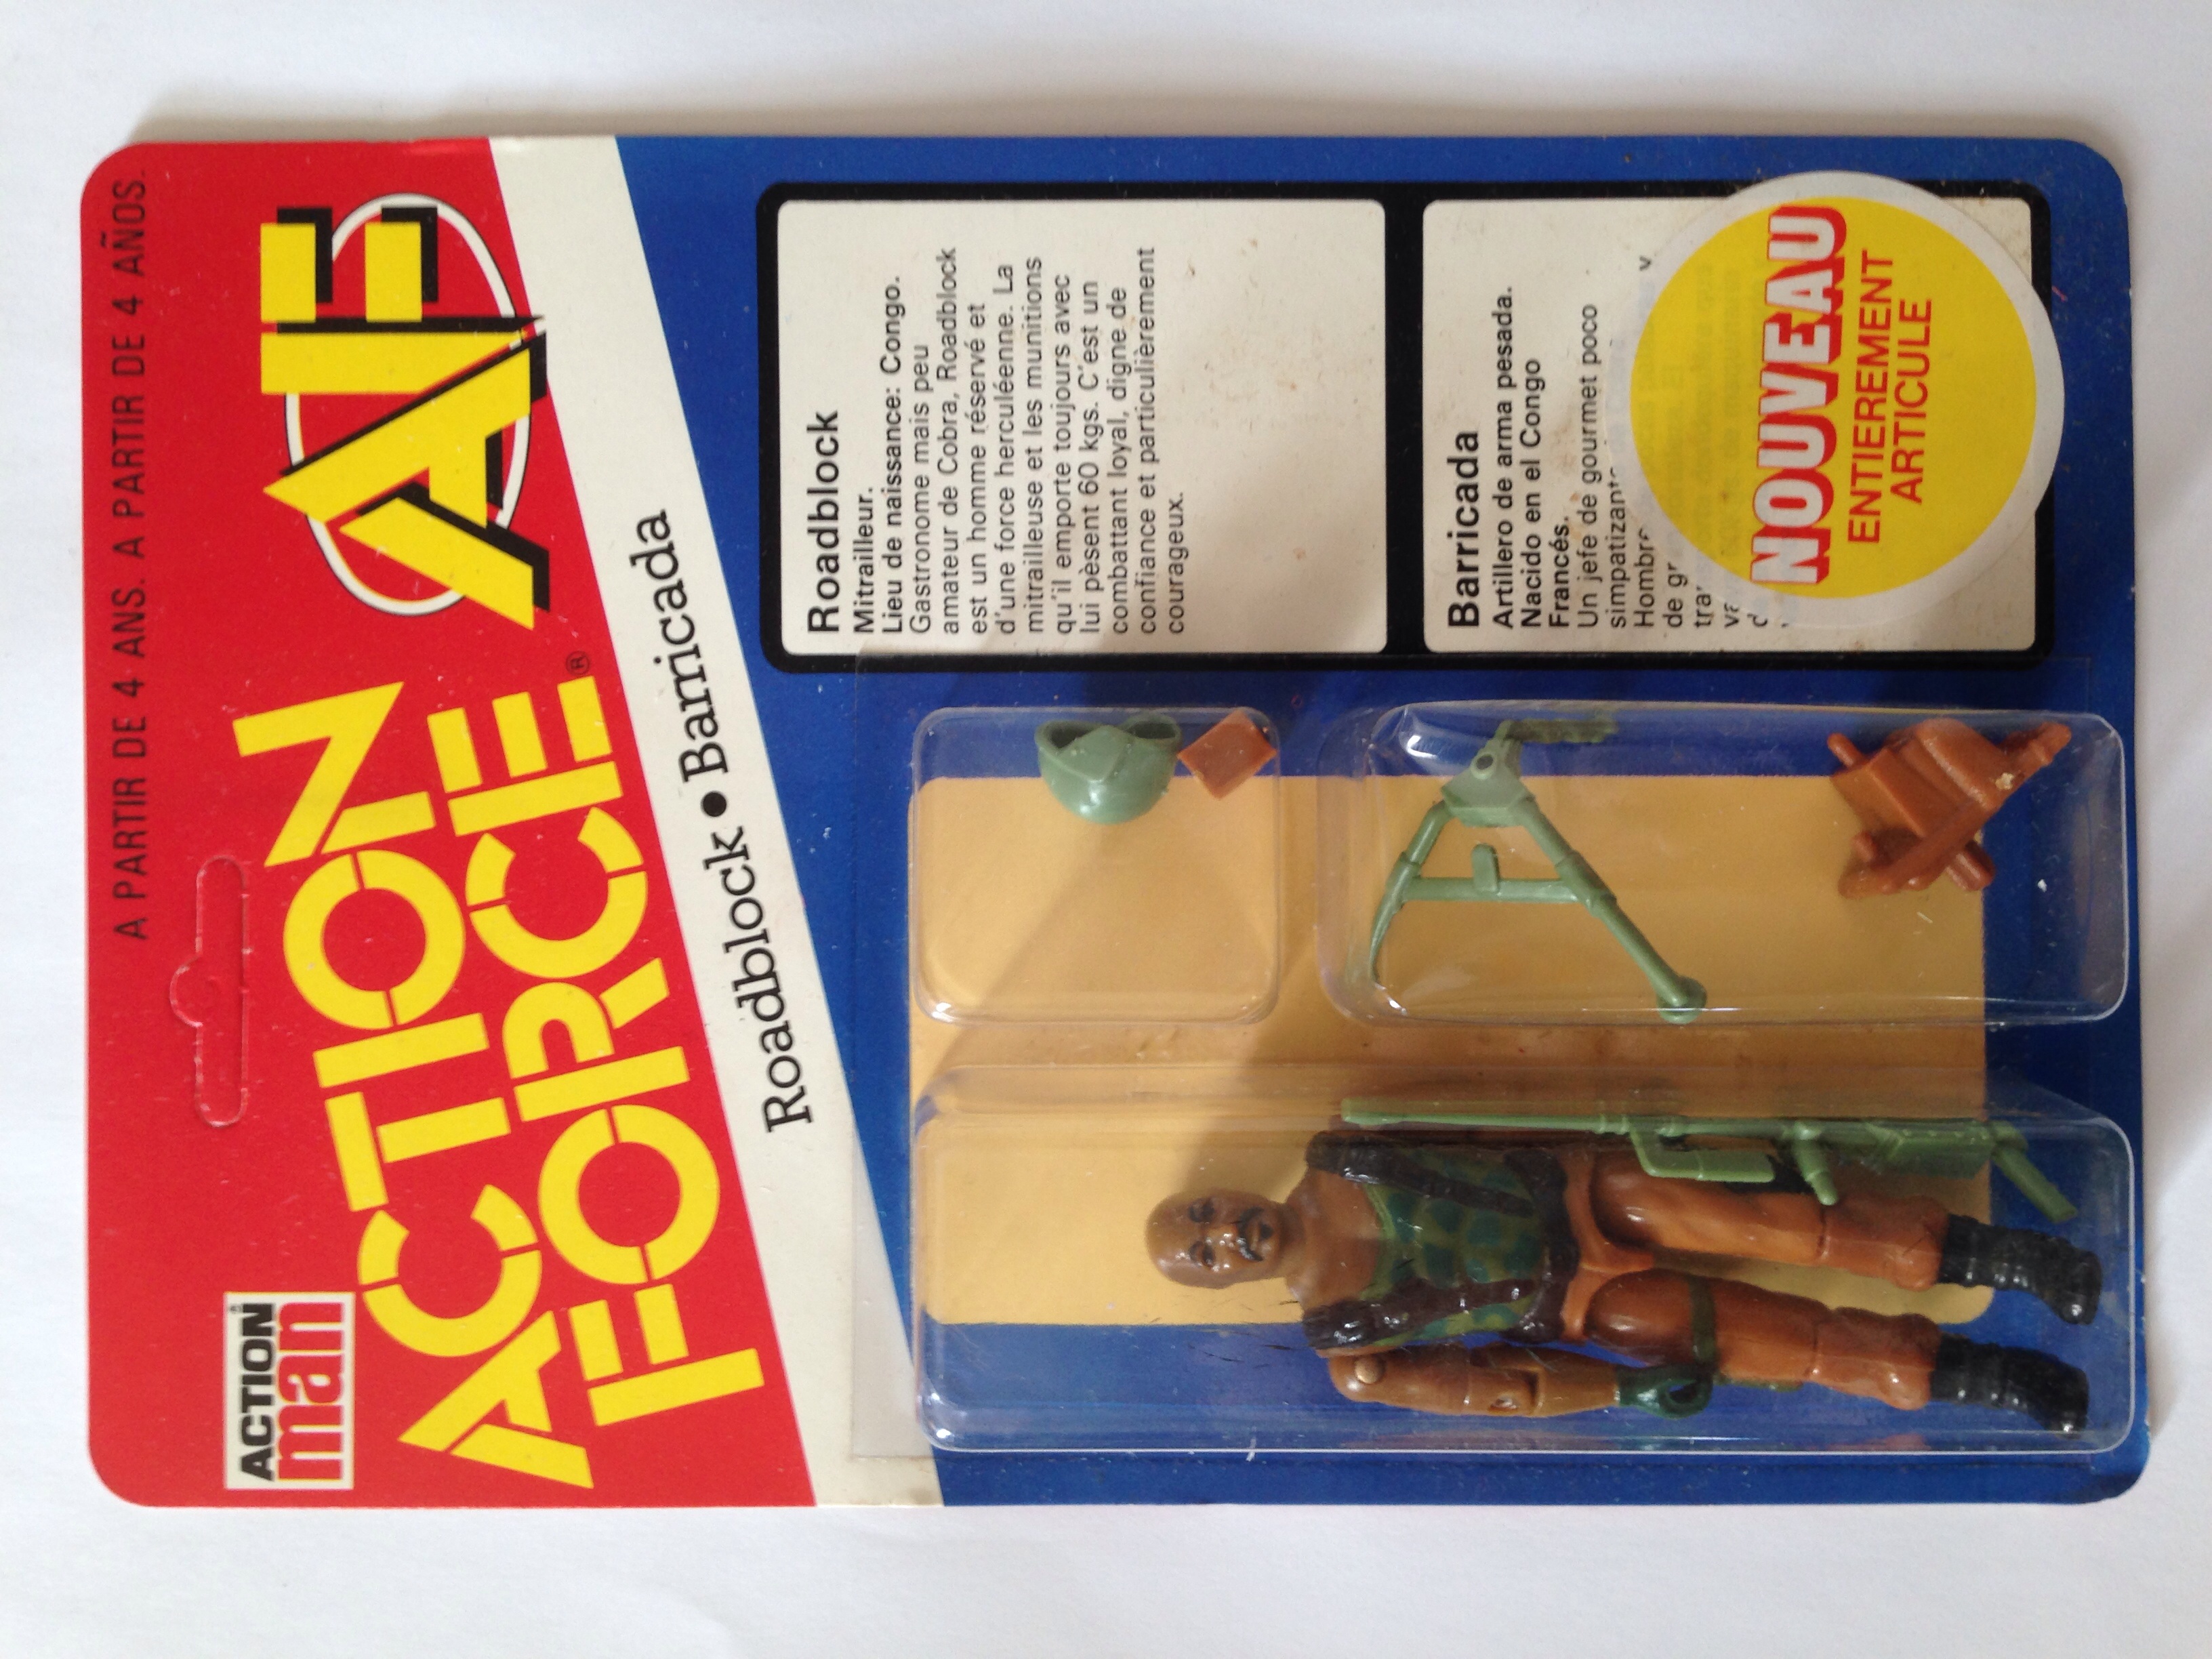 A PARTIR DE 4 ANS. A PARTIR DE 4 AÑOS.
ACTION®
man
ACTION
FORCE®
AF
Roadblock • Barricada
Roadblock
Mitrailleur.
Lieu de naissance: Congo.
Gastronome mais peu
amateur de Cobra, Roadblock
est un homme réservé et
d'une force herculéenne. La
mitrailleuse et les munitions
qu'il emporte toujours avec
lui pèsent 60 kgs. C'est un
combattant loyal, digne de
confiance et particulièrement
courageux.
Barricada
Artillero de arma pesada.
Nacido en el Congo
Francés.
Un jefe de gourmet poco
NOUVEAU
ENTIEREMENT
ARTICULE